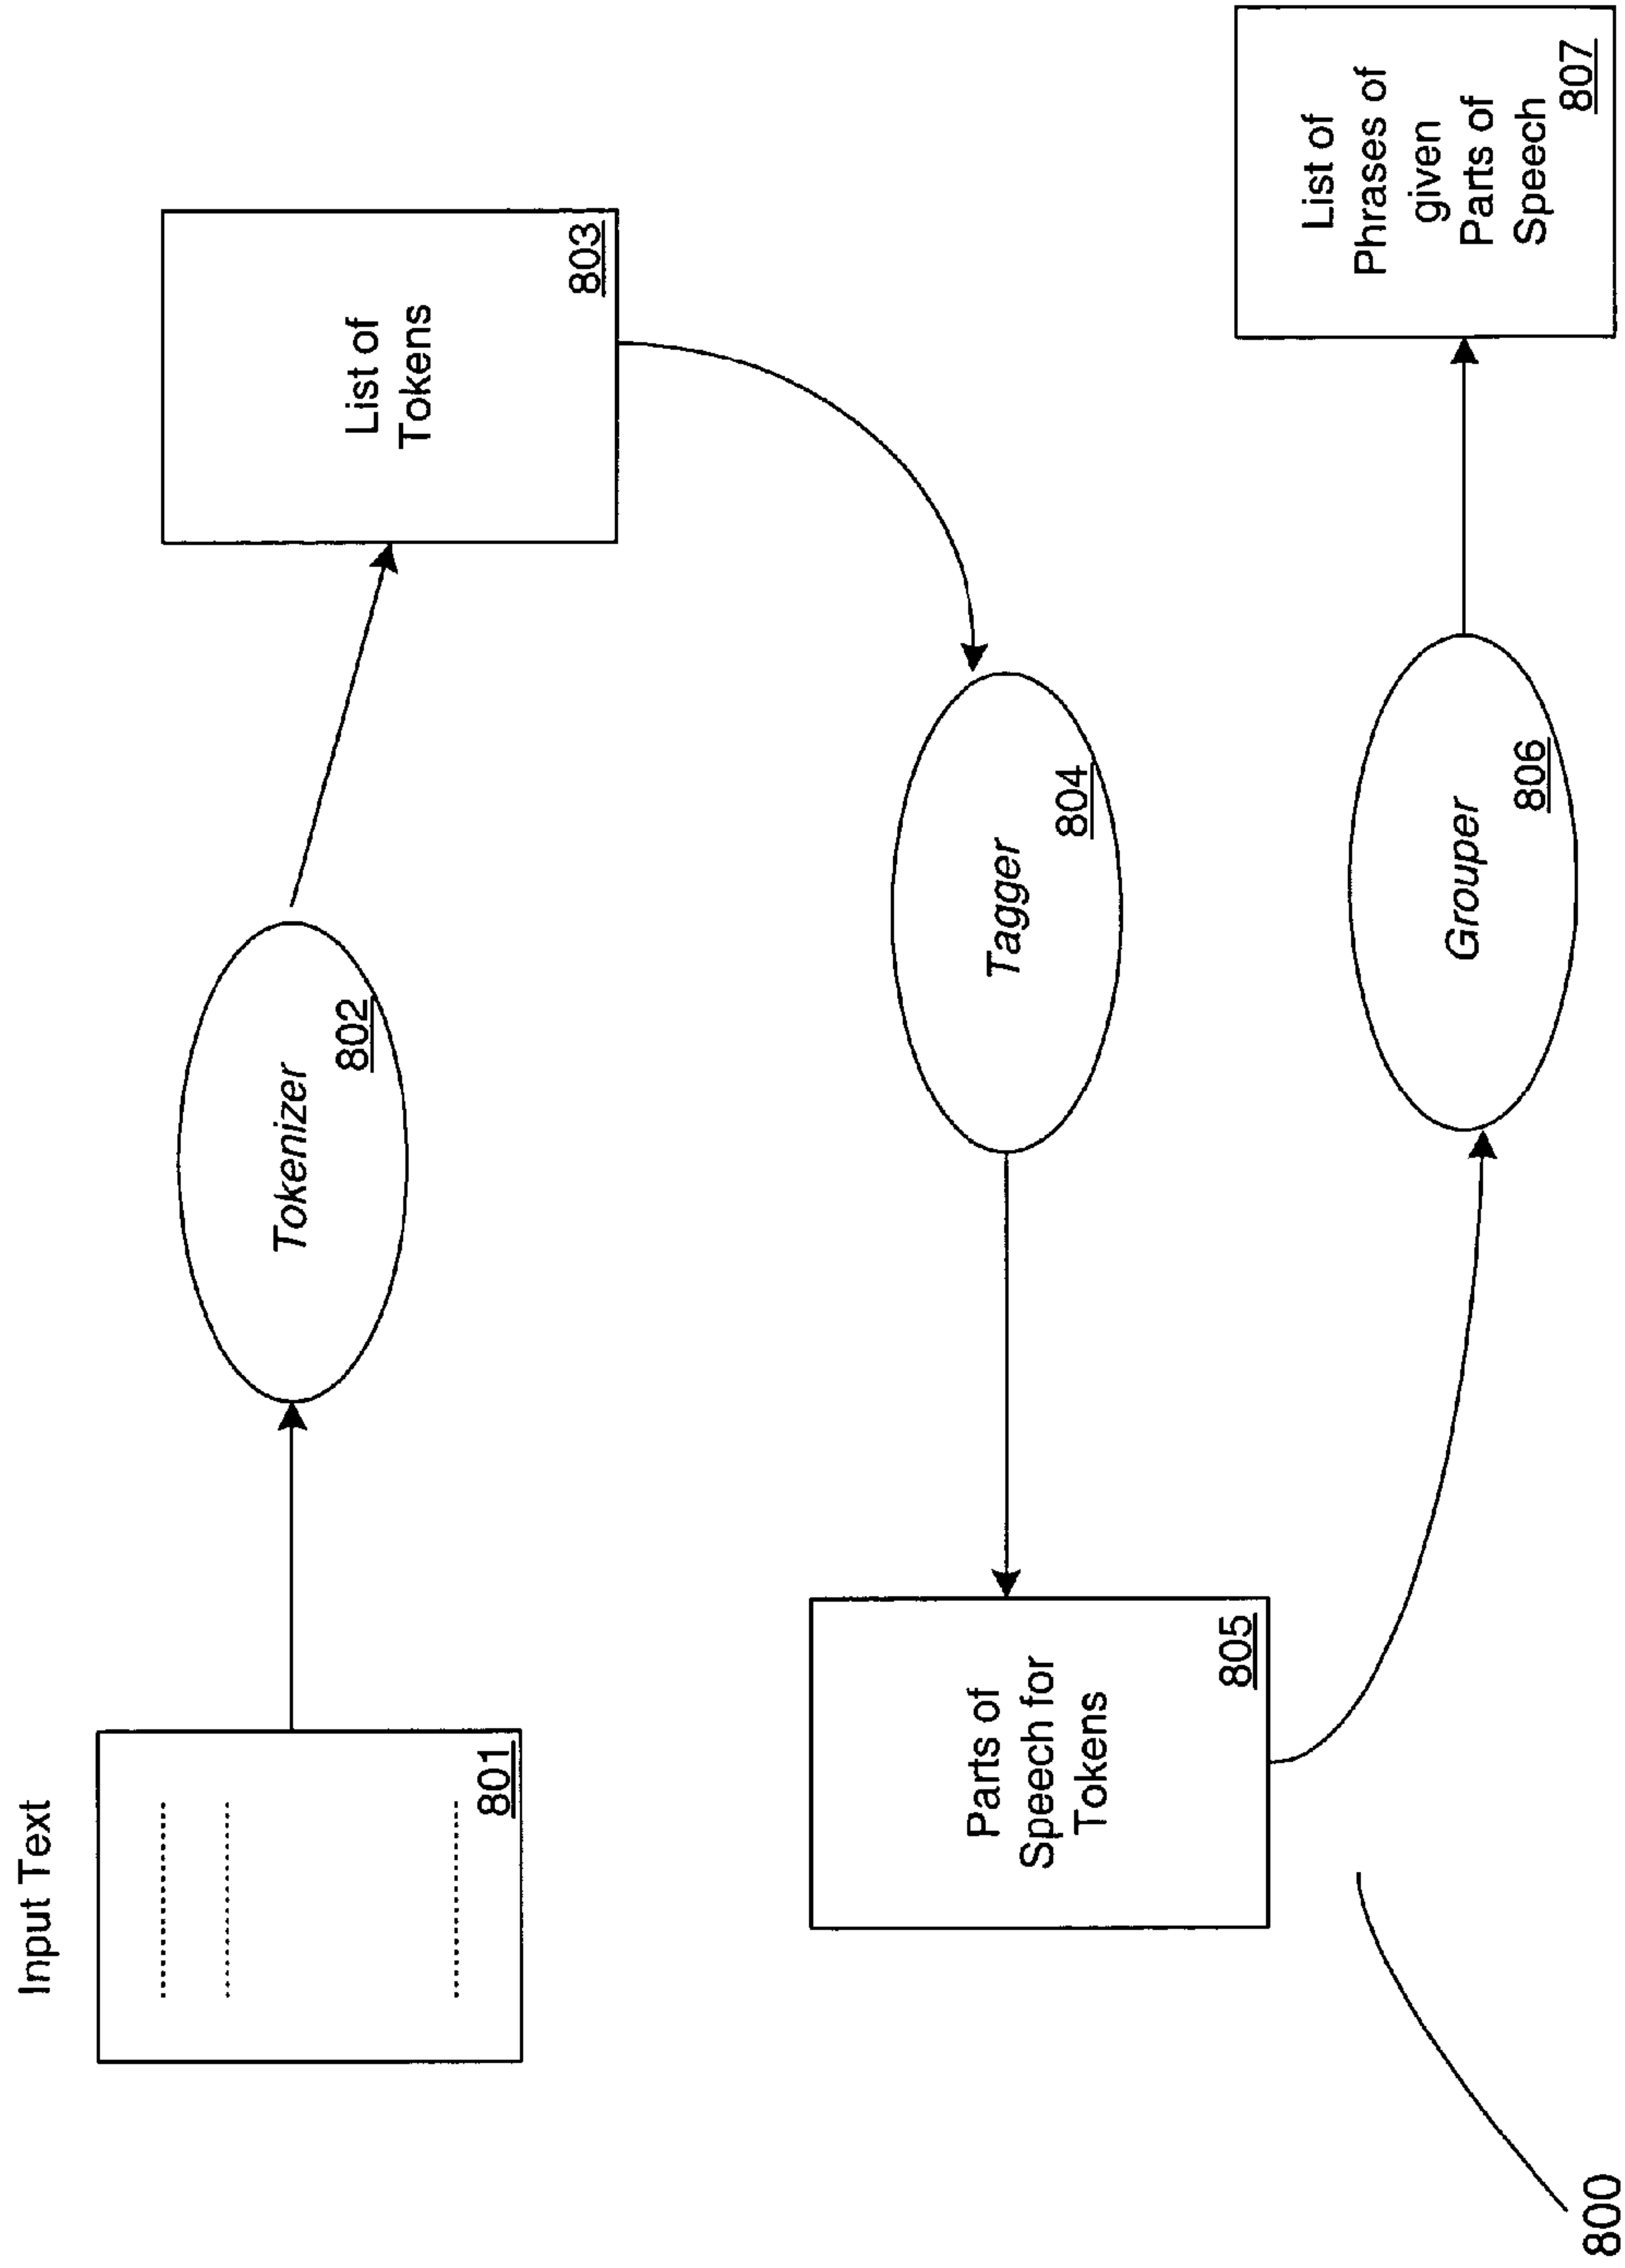 Input Text
801
Tokenizer
802
List of
Tokens
803
Tagger
804
Parts of
Speech for
Tokens
805
Grouper
806
List of
Phrases of
given
Parts of
Speech
807
800